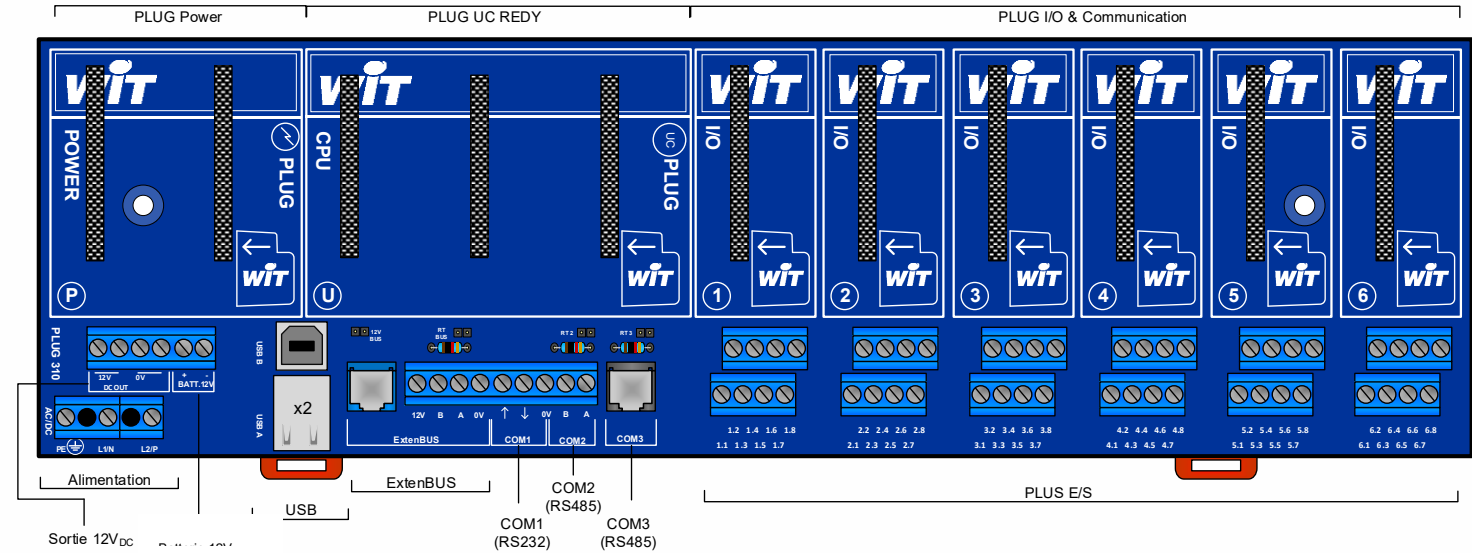 PLUG Power
PLUG UC REDY
PLUG I/O & Communication
WiT
WiT
WiT
WiT
WiT
WiT
WiT
WiT
POWER
PLUG
CPU
UC
PLUG
I/O
I/O
I/O
I/O
I/O
I/O
WiT
WiT
WiT
WiT
WiT
WiT
WiT
WiT
P
U
1
2
3
4
5
6
PLUG 310
12V 0V + -
DC OUT BATT.12V
AC/DC
PE L1/N L2/P
USB B
USB A
x2
12V BUS
RT BUS
RT 2
RT 3
12V B A 0V ↑ ↓ 0V B A
ExtenBUS COM1 COM2 COM3
1.2 1.4 1.6 1.8
1.1 1.3 1.5 1.7
2.2 2.4 2.6 2.8
2.1 2.3 2.5 2.7
3.2 3.4 3.6 3.8
3.1 3.3 3.5 3.7
4.2 4.4 4.6 4.8
4.1 4.3 4.5 4.7
5.2 5.4 5.6 5.8
5.1 5.3 5.5 5.7
6.2 6.4 6.6 6.8
6.1 6.3 6.5 6.7
Alimentation
Sortie 12VDC
USB
ExtenBUS
COM1
(RS232)
COM2
(RS485)
COM3
(RS485)
PLUS E/S